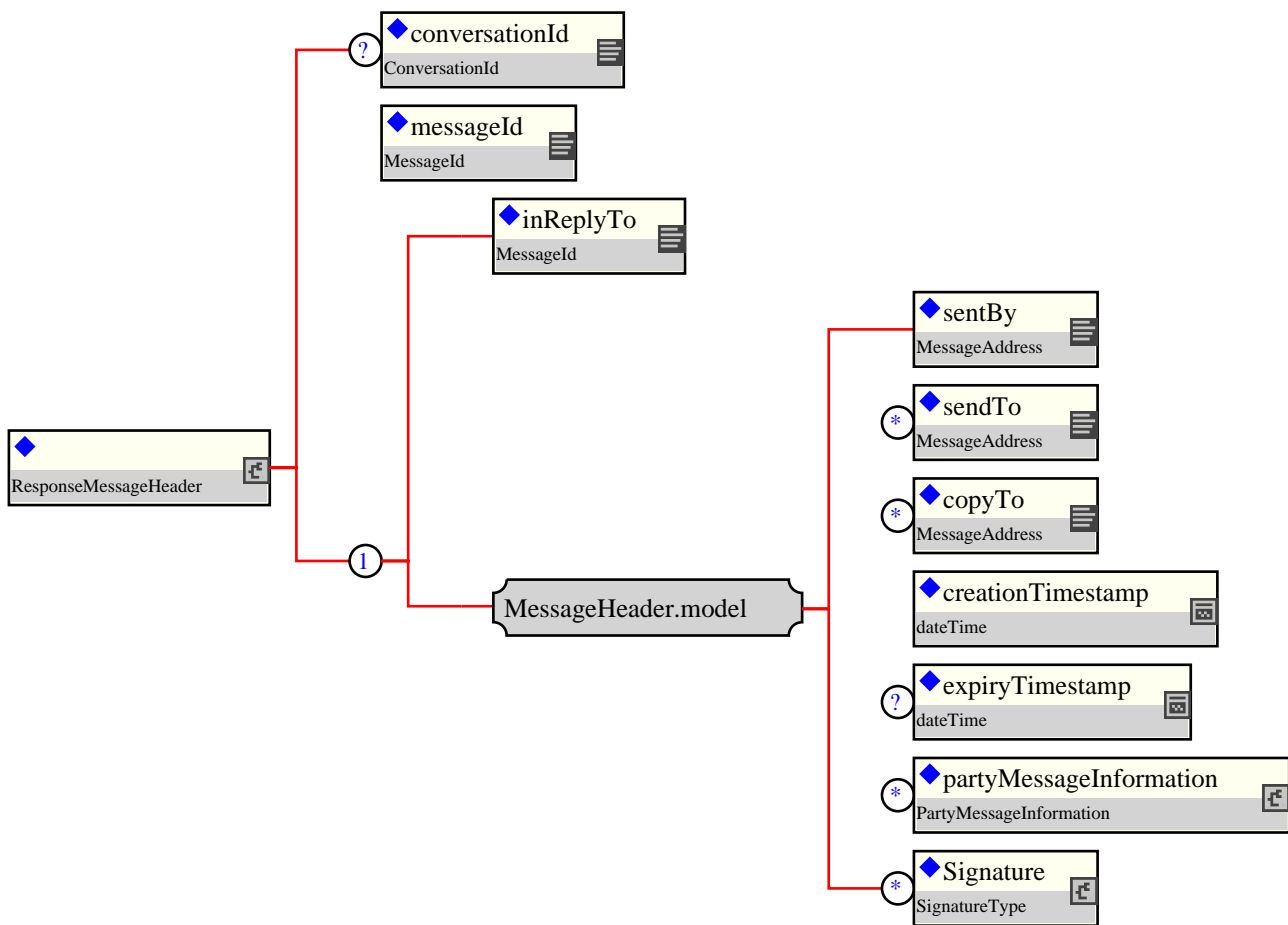 ?
conversationId
ConversationId
messageId
MessageId
inReplyTo
MessageId
sentBy
MessageAddress
*
sendTo
MessageAddress
ResponseMessageHeader
*
copyTo
MessageAddress
1
MessageHeader.model
creationTimestamp
dateTime
?
expiryTimestamp
dateTime
*
partyMessageInformation
PartyMessageInformation
*
Signature
SignatureType